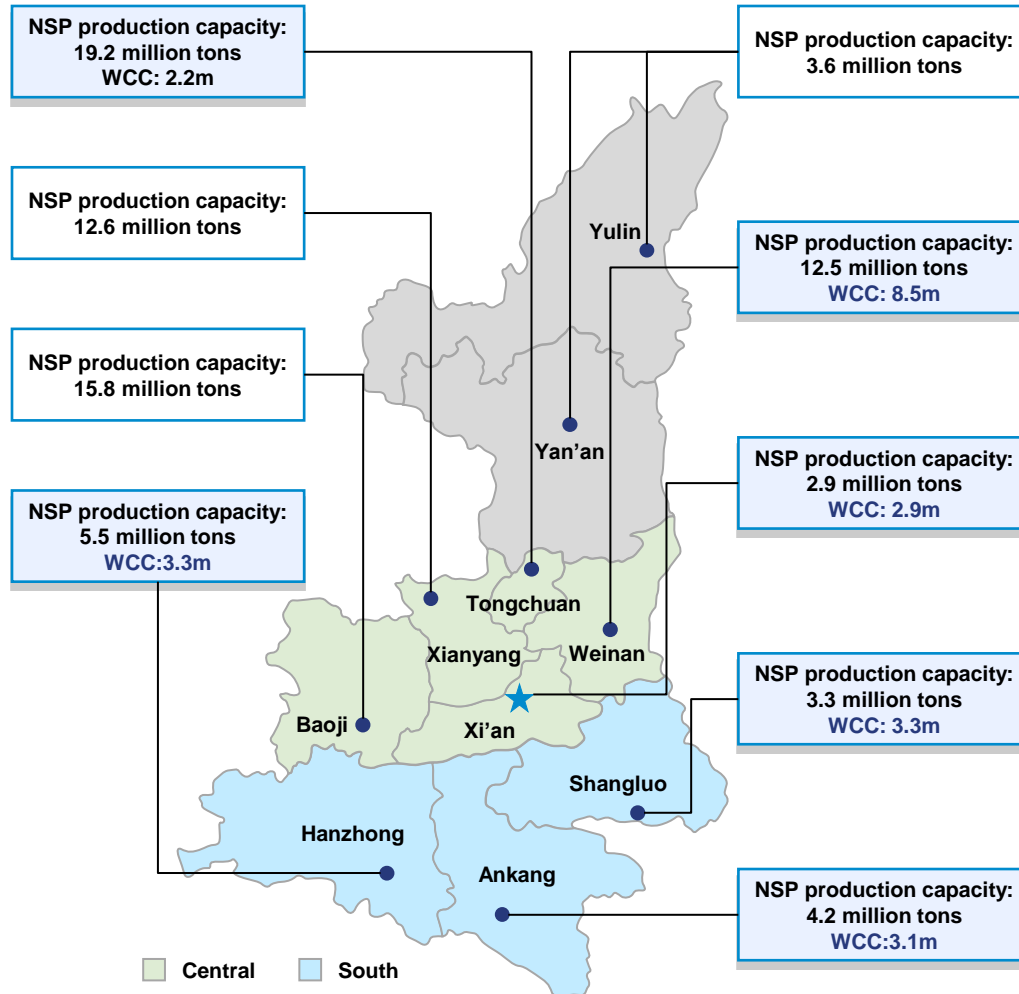 NSP production capacity:
19.2 million tons
WCC: 2.2m
NSP production capacity:
3.6 million tons
NSP production capacity:
12.6 million tons
NSP production capacity:
12.5 million tons
WCC: 8.5m
NSP production capacity:
15.8 million tons
NSP production capacity:
2.9 million tons
WCC: 2.9m
NSP production capacity:
5.5 million tons
WCC:3.3m
NSP production capacity:
3.3 million tons
WCC: 3.3m
NSP production capacity:
4.2 million tons
WCC:3.1m
Yulin
Yan’an
Tongchuan
Xianyang
Weinan
Baoji
Xi’an
Shangluo
Hanzhong
Ankang
Central
South